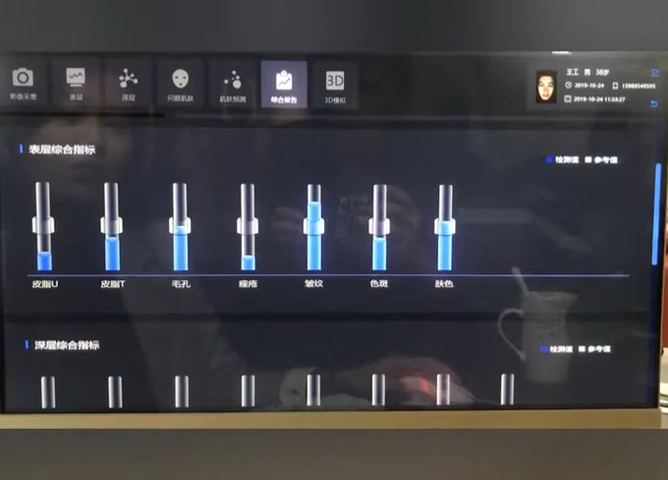 影像采集
表层
深层
问题肌肤
肌肤预测
综合报告
3D
3D模拟
王工 男 38岁
2019-10-24
2019-10-24 11:33:27
表层综合指标
检测值 参考值
皮脂U
皮脂T
毛孔
痤疮
皱纹
色斑
肤色
深层综合指标
检测值 参考值